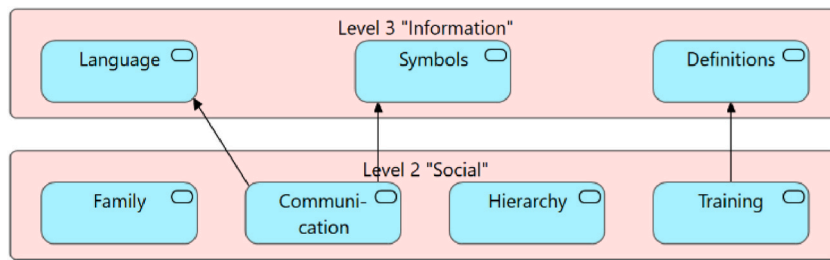 Level 3 "Information"
Language
Symbols
Definitions
Level 2 "Social"
Family
Communi-
cation
Hierarchy
Training